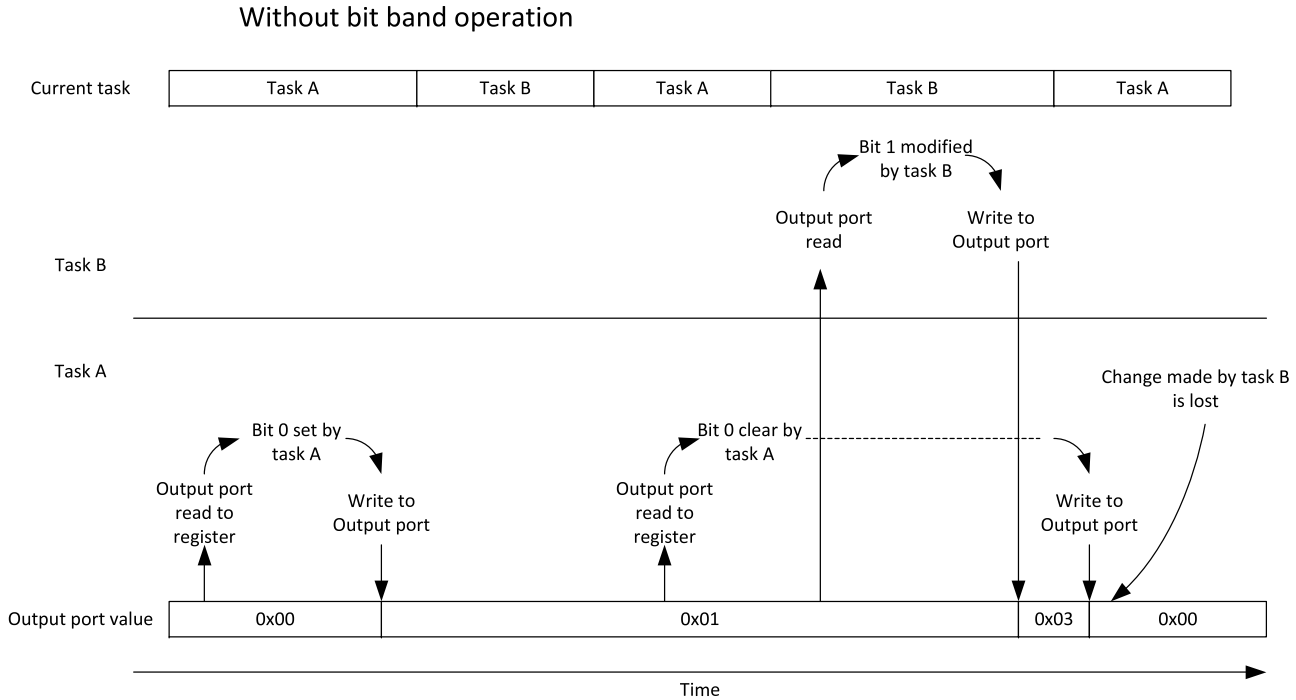 Without bit band operation
Current task
Task A
Task B
Task A
Task B
Task A
Bit 1 modified
by task B
Output port
read
Write to
Output port
Task B
Task A
Change made by task B
is lost
Bit 0 set by
task A
Bit 0 clear by
task A
Output port
read to
register
Write to
Output port
Output port
read to
register
Write to
Output port
Output port value
0x00
0x01
0x03
0x00
Time